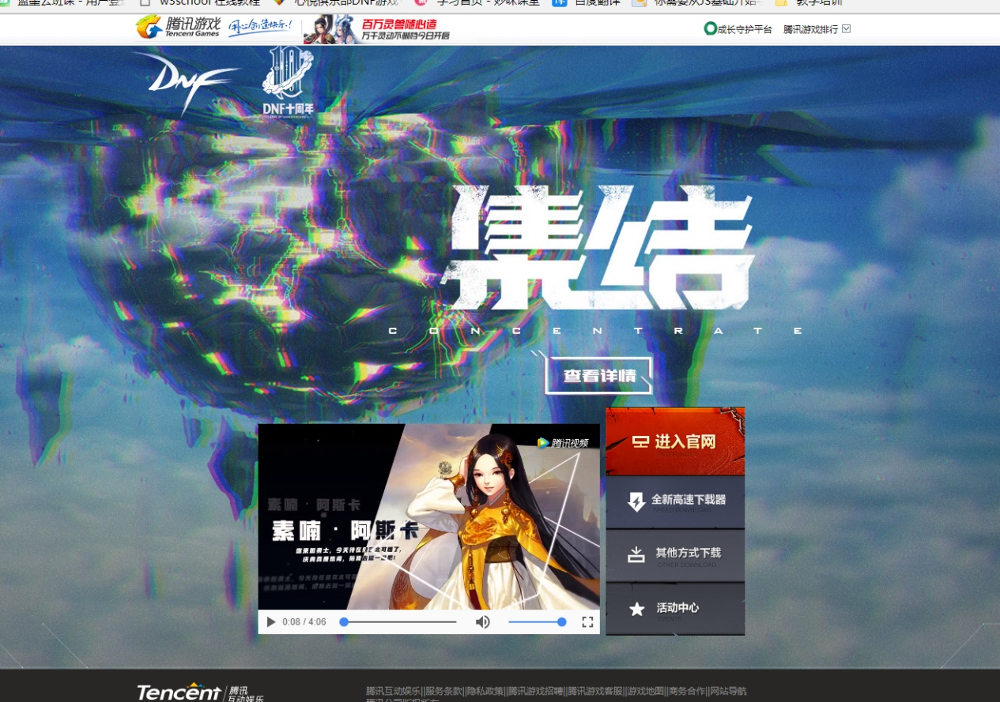 蓝墨云班课 - 用户登
w3school 在线教程
心悦俱乐部DNF游戏
学习首页 - 妙味课堂
百度翻译
你需要从JS基础开始-
教学培训
腾讯游戏
Tencent Games
用心创造快乐!
百万灵兽随心造
万千灵动不删档今日开启
成长守护平台
腾讯游戏排行
DNF
10
DNF十周年
集结
CONCENTRATE
查看详情
腾讯视频
素喃 · 阿斯卡
素喃 · 阿斯卡
进入官网
全新高速下载器
SPEED DOWNLOAD
其他方式下载
OTHER DOWNLOAD
活动中心
EVENTS
0:08 / 4:06
Tencent 腾讯
互动娱乐
腾讯互动娱乐||服务条款||隐私政策||腾讯游戏招聘||腾讯游戏客服||游戏地图||商务合作||网站导航
腾讯公司版权所有